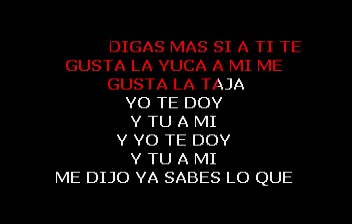 DIGAS MAS SI A TI TE
GUSTA LA YUCA A MI ME
GUSTA LA TAJA
YO TE DOY
Y TU A MI
Y YO TE DOY
Y TU A MI
ME DIJO YA SABES LO QUE